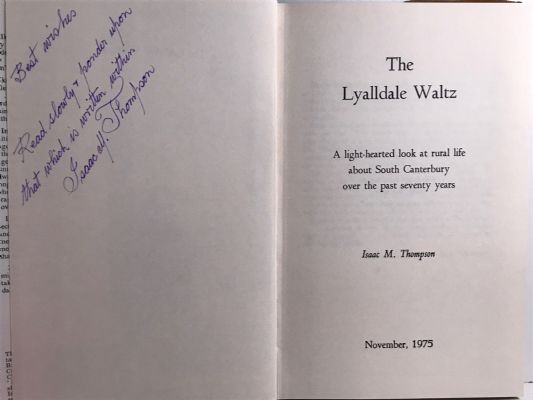 Best wishes
Read slowly & ponder upon
that which is written within
Isaac M. Thompson
The
Lyalldale Waltz
A light-hearted look at rural life
about South Canterbury
over the past seventy years
Isaac M. Thompson
November, 1975